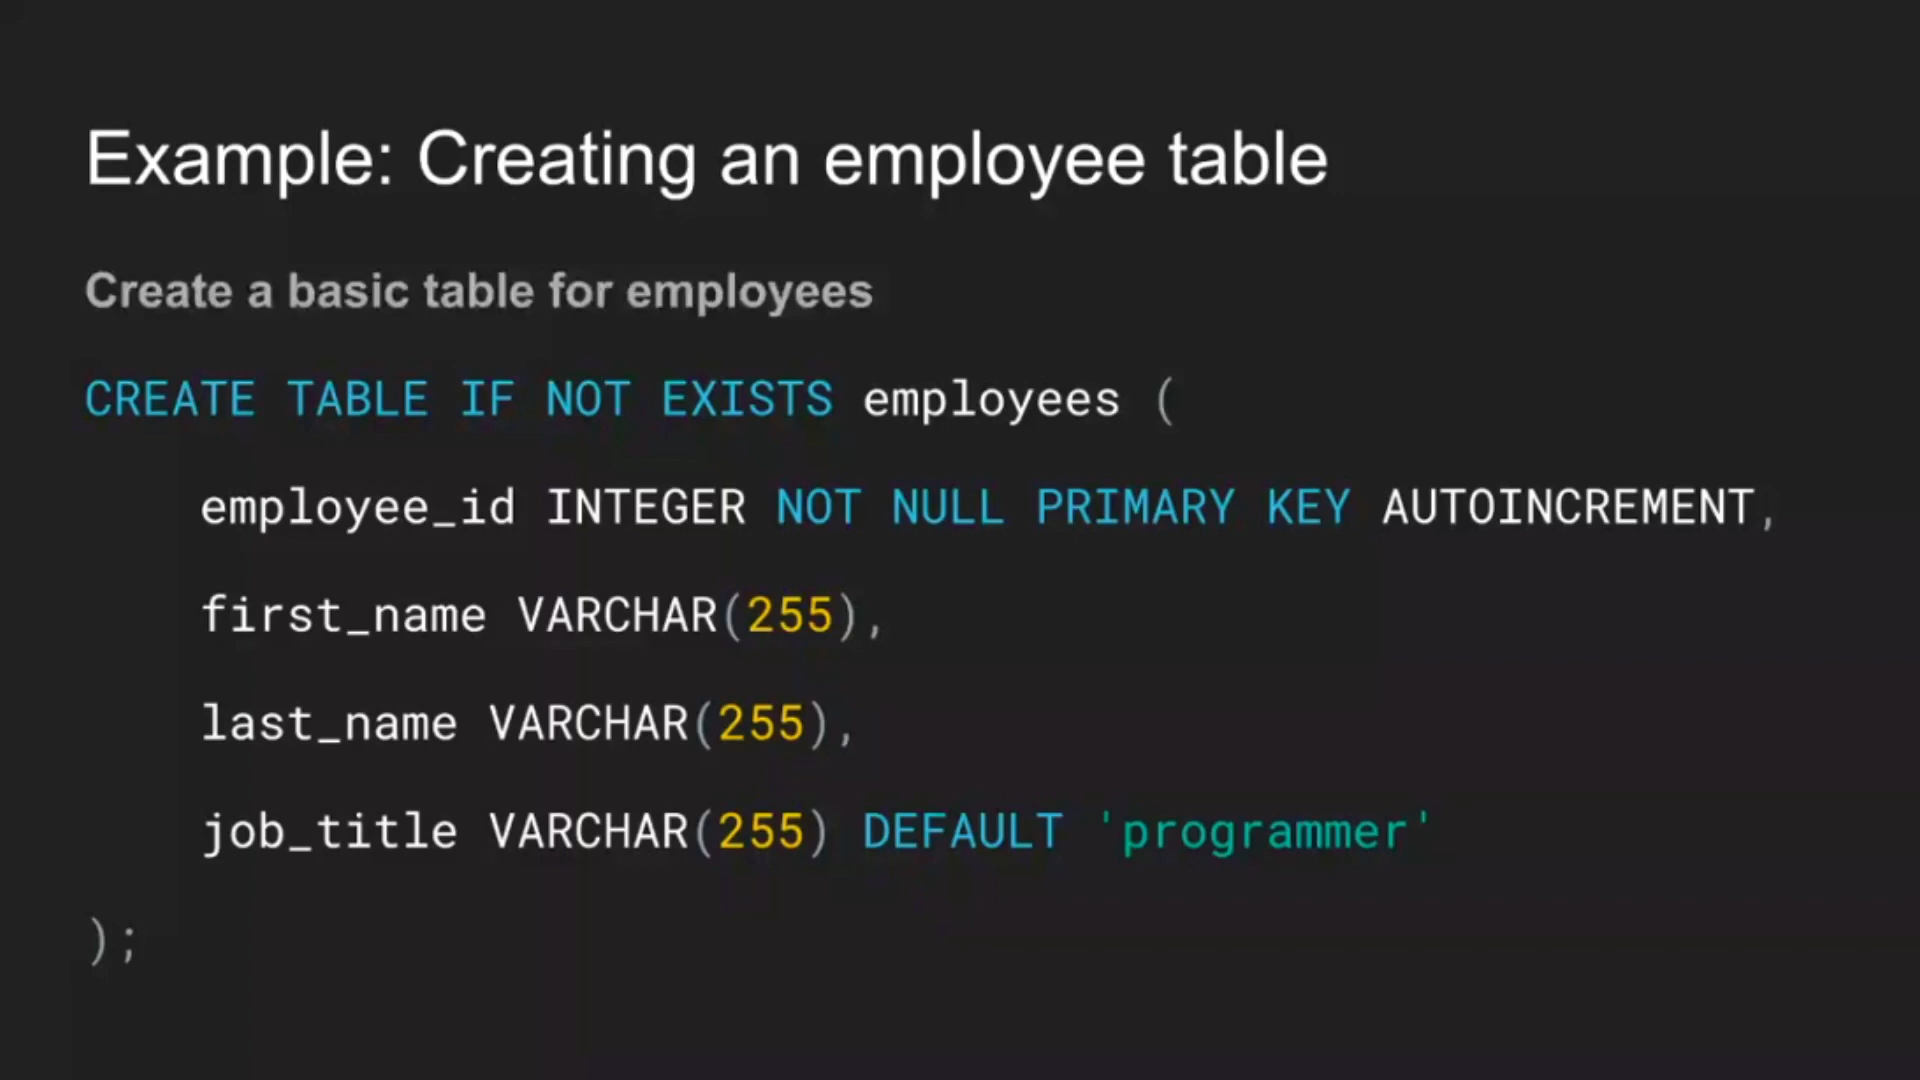 Example: Creating an employee table
Create a basic table for employees
CREATE TABLE IF NOT EXISTS employees (
employee_id INTEGER NOT NULL PRIMARY KEY AUTOINCREMENT,
first_name VARCHAR(255),
last_name VARCHAR(255),
job_title VARCHAR(255) DEFAULT 'programmer'
);